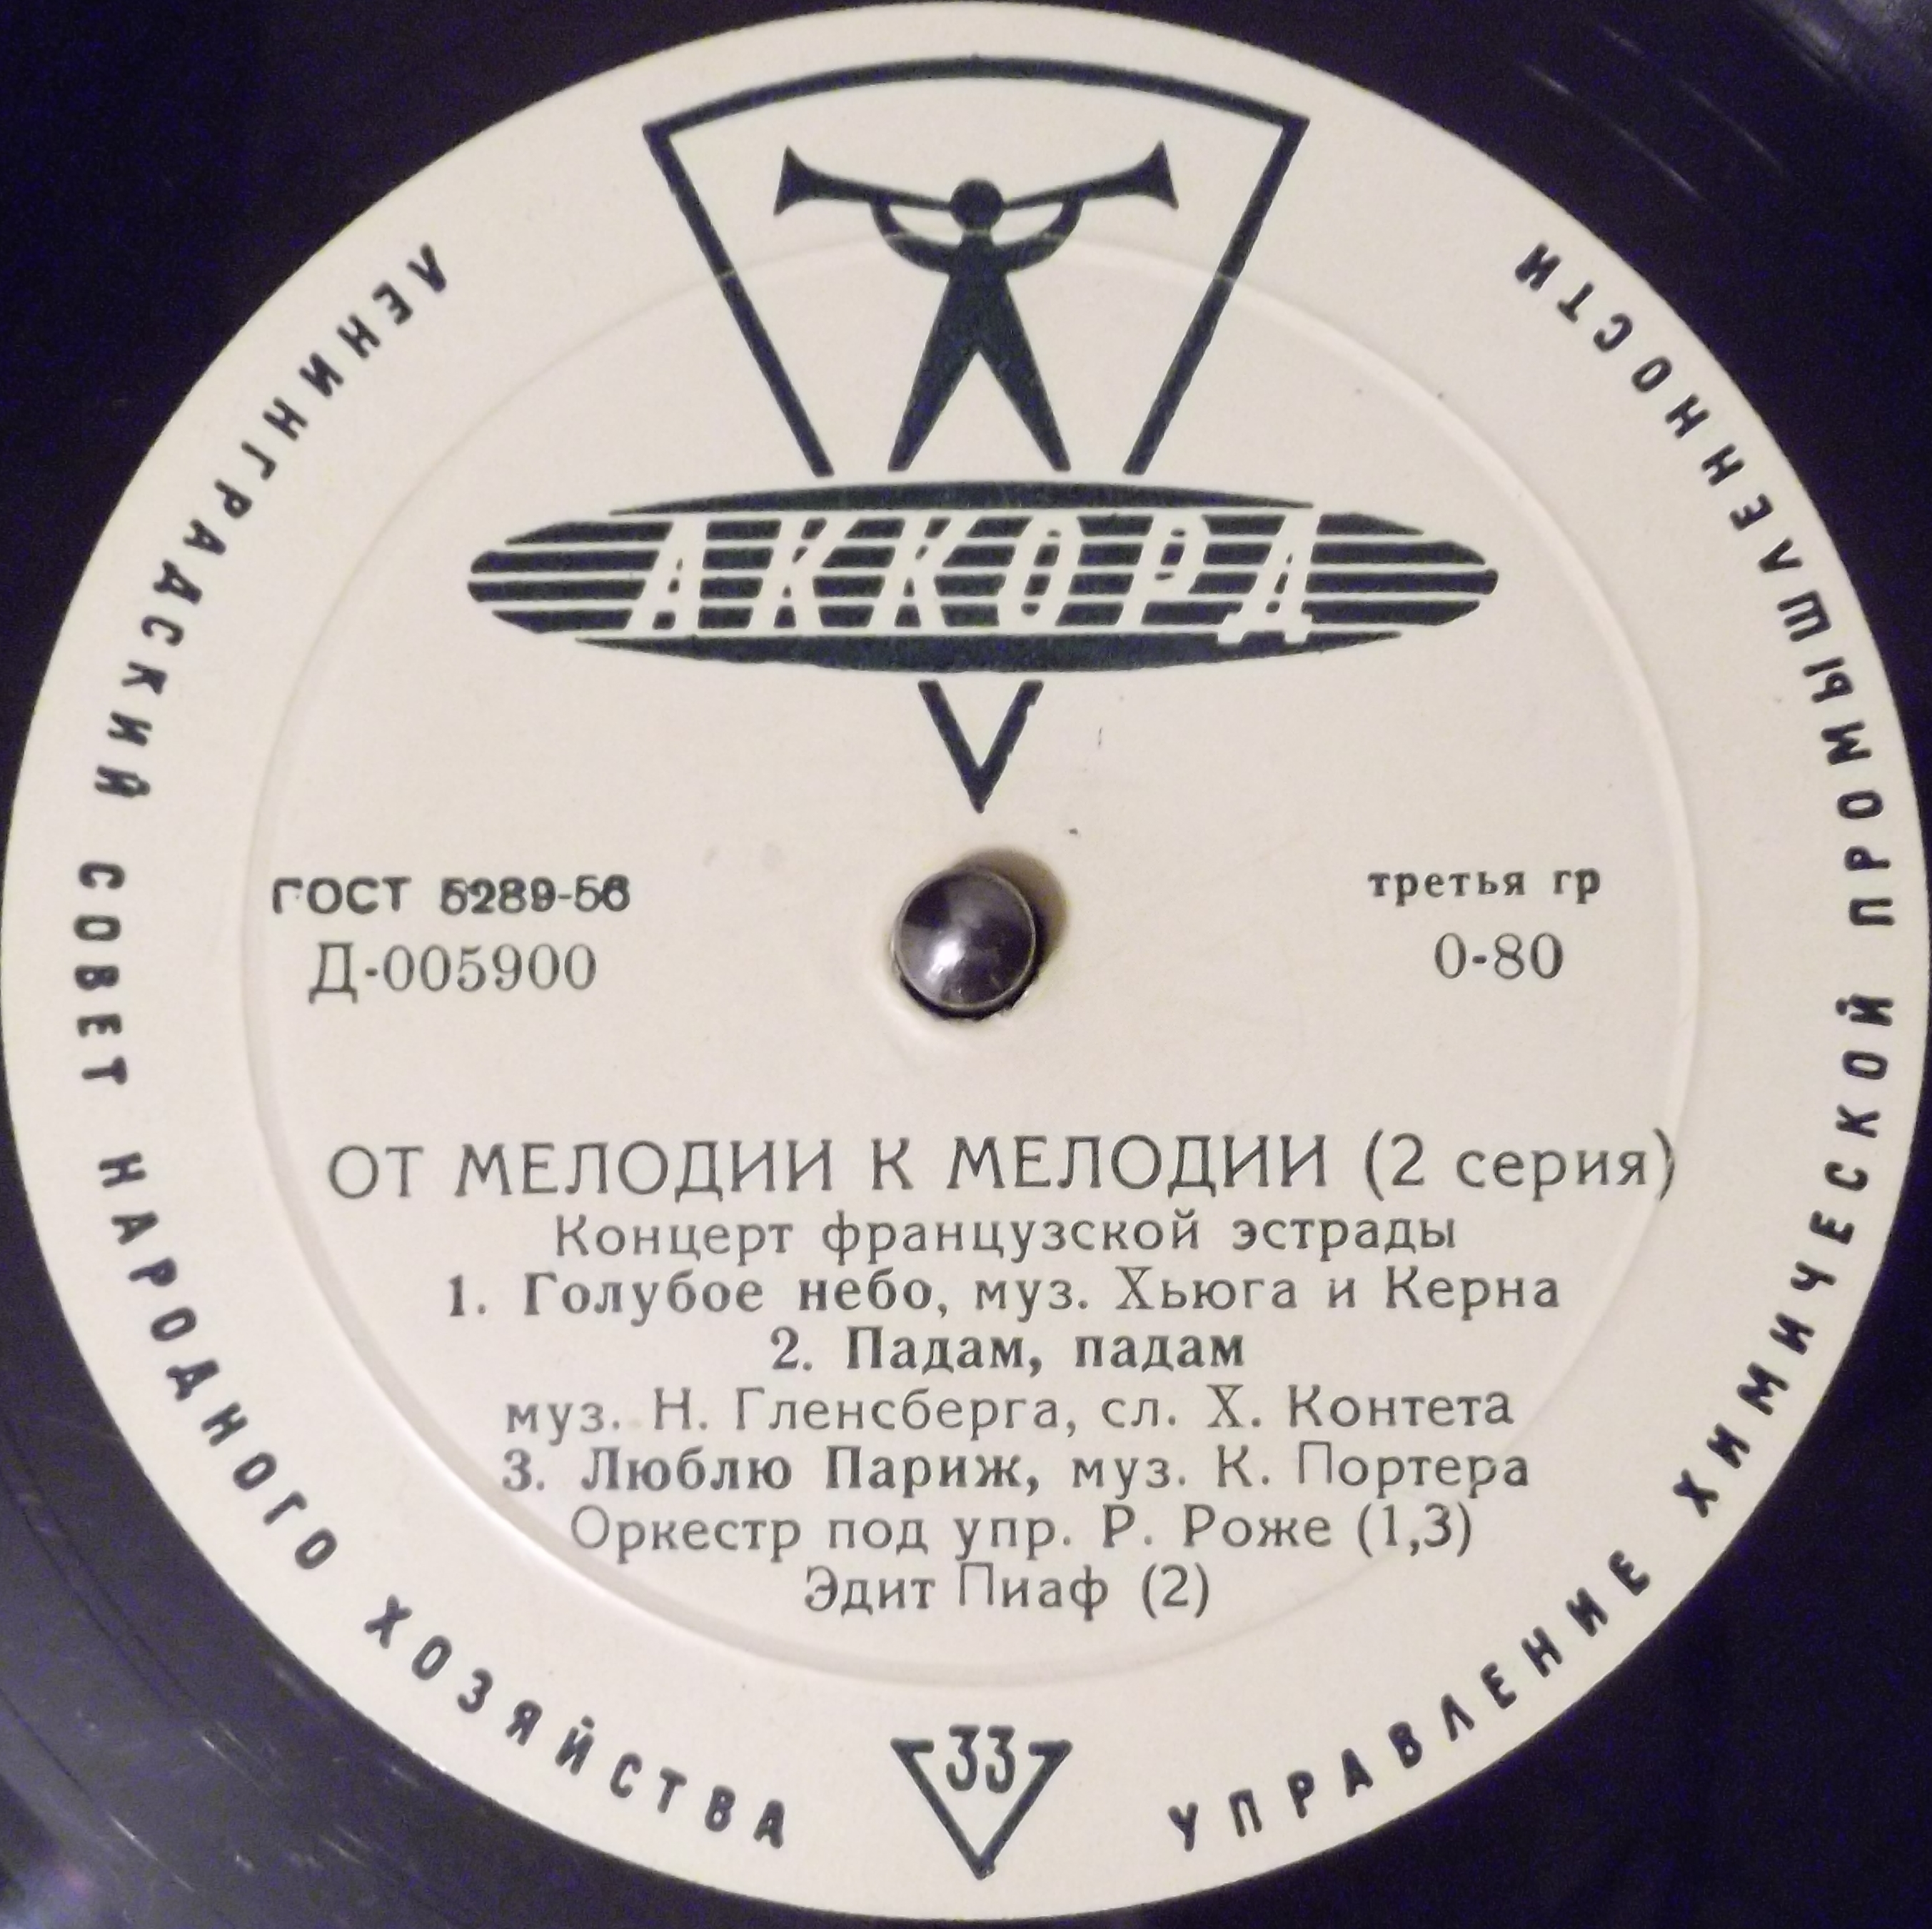 ЛЕНИНГРАДСКИЙ СОВЕТ НАРОДНОГО ХОЗЯЙСТВА
УПРАВЛЕНИЕ ХИМИЧЕСКОЙ ПРОМЫШЛЕННОСТИ
АККОРД
ГОСТ 5289-56
Д-005900
третья гр
0-80
ОТ МЕЛОДИИ К МЕЛОДИИ (2 серия)
Концерт французской эстрады
1. Голубое небо, муз. Хьюга и Керна
2. Падам, падам
муз. Н. Гленсберга, сл. Х. Контета
3. Люблю Париж, муз. К. Портера
Оркестр под упр. Р. Роже (1,3)
Эдит Пиаф (2)
33